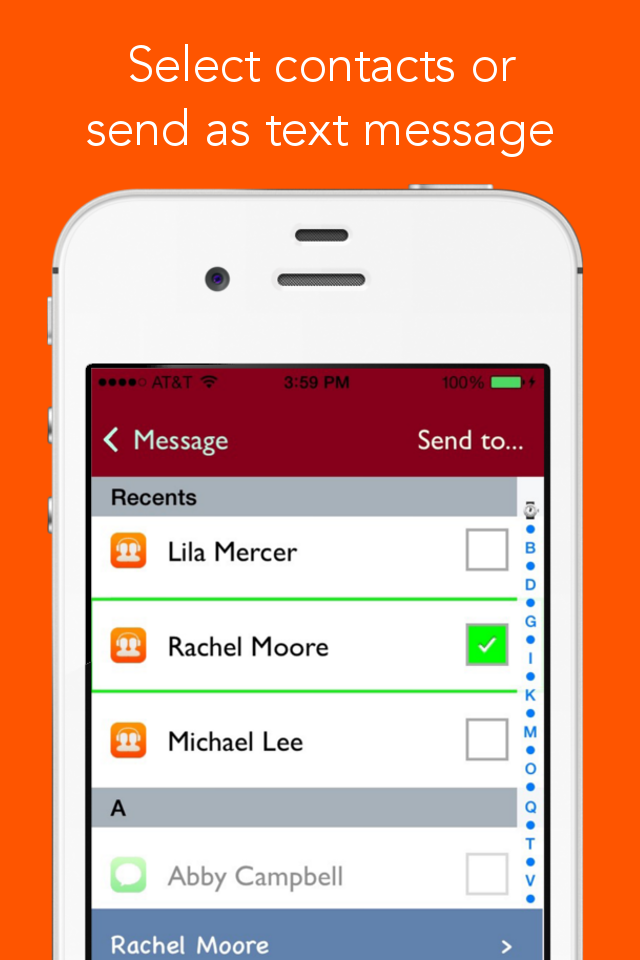 Select contacts or
send as text message
AT&T 3:59 PM 100%
Message Send to...
Recents
Lila Mercer
B
D
Rachel Moore
G
I
K
Michael Lee
M
O
A
Q
T
Abby Campbell
V
Rachel Moore >